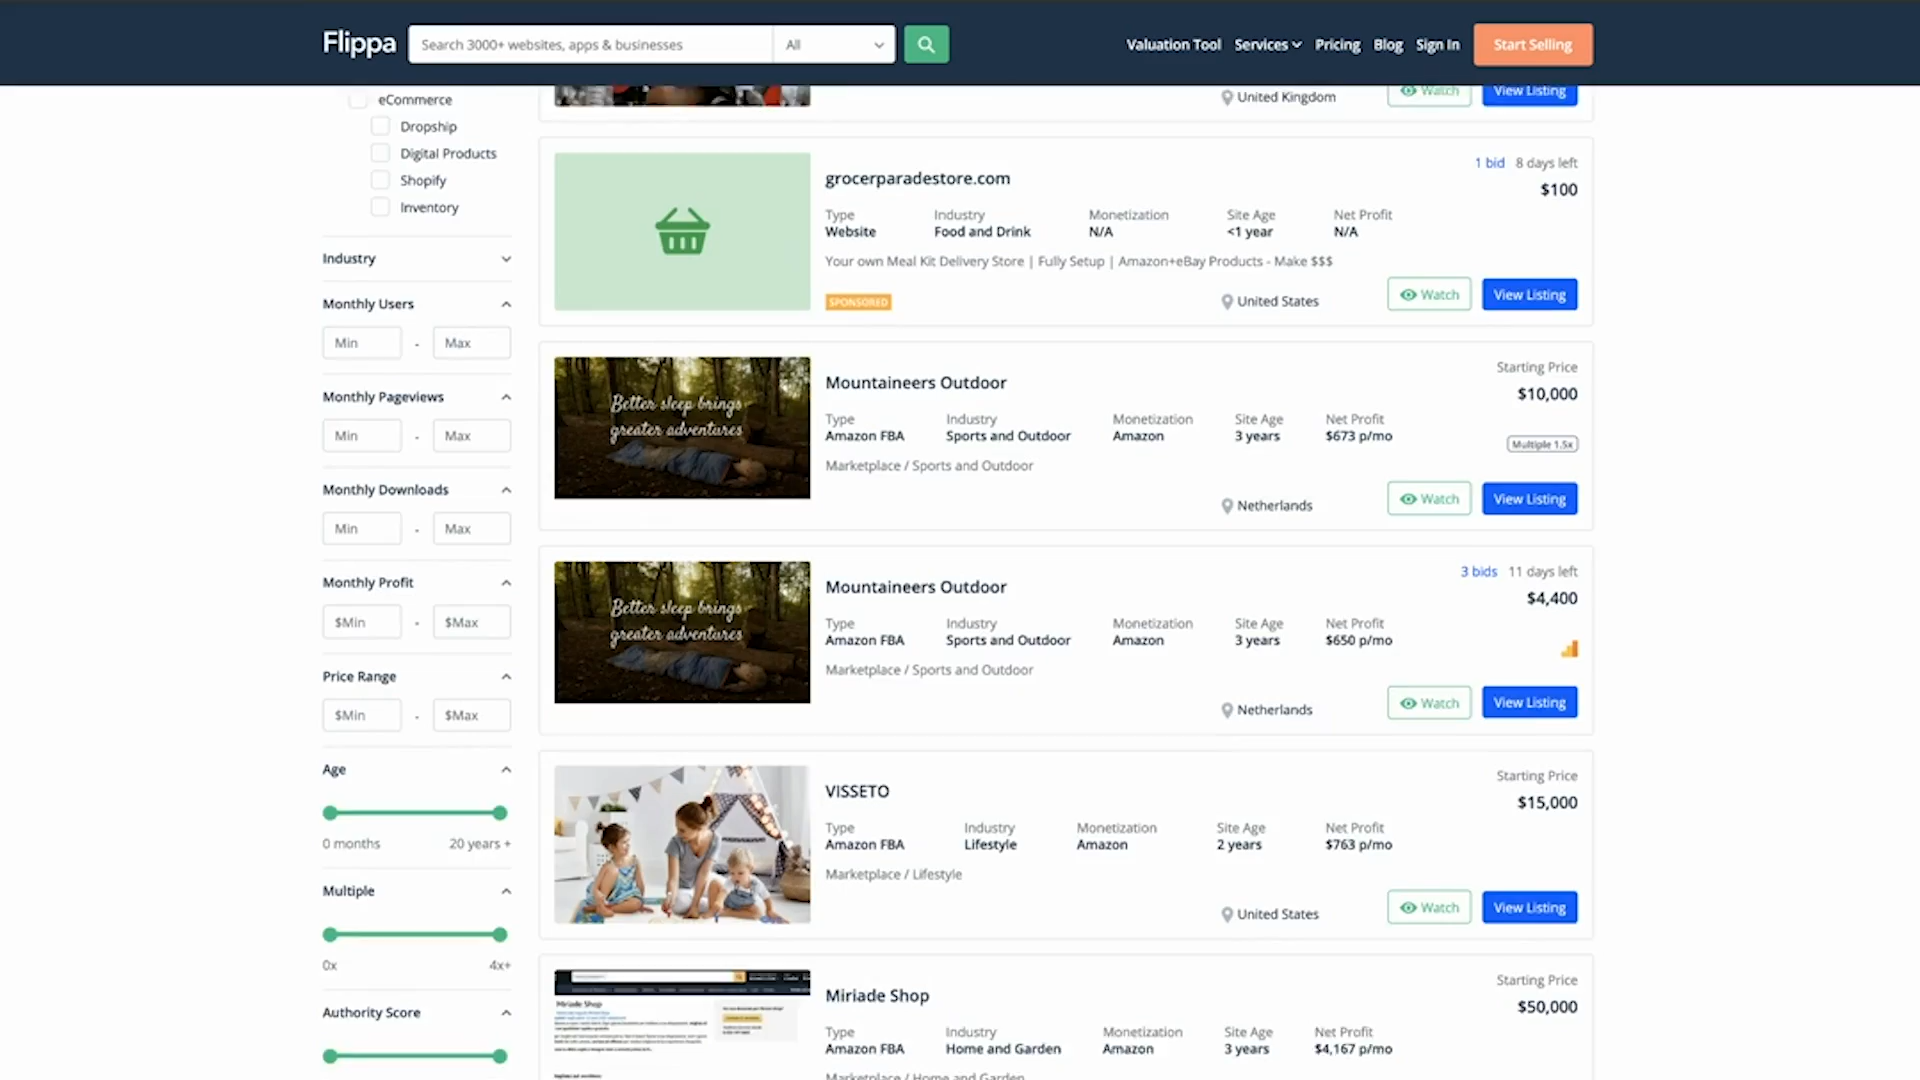 Flippa
Search 3000+ websites, apps & businesses
All
Valuation Tool
Services
Pricing
Blog
Sign In
Start Selling
eCommerce
Dropship
Digital Products
Shopify
Inventory
Industry
Monthly Users
Min - Max
Monthly Pageviews
Min - Max
Monthly Downloads
Min - Max
Monthly Profit
$Min - $Max
Price Range
$Min - $Max
Age
0 months 20 years +
Multiple
0x 4x+
Authority Score
United Kingdom
Watch
View Listing
grocerparadestore.com
1 bid 8 days left
$100
Type Industry Monetization Site Age Net Profit
Website Food and Drink N/A <1 year N/A
Your own Meal Kit Delivery Store | Fully Setup | Amazon+eBay Products - Make $$$
SPONSORED
United States
Watch
View Listing
Better sleep brings
greater adventures
Mountaineers Outdoor
Starting Price
$10,000
Type Industry Monetization Site Age Net Profit
Amazon FBA Sports and Outdoor Amazon 3 years $673 p/mo
Multiple 1.5x
Marketplace / Sports and Outdoor
Netherlands
Watch
View Listing
Better sleep brings
greater adventures
Mountaineers Outdoor
3 bids 11 days left
$4,400
Type Industry Monetization Site Age Net Profit
Amazon FBA Sports and Outdoor Amazon 3 years $650 p/mo
Marketplace / Sports and Outdoor
Netherlands
Watch
View Listing
VISSETO
Starting Price
$15,000
Type Industry Monetization Site Age Net Profit
Amazon FBA Lifestyle Amazon 2 years $763 p/mo
Marketplace / Lifestyle
United States
Watch
View Listing
Miriade Shop
Miriade Shop
Starting Price
$50,000
Type Industry Monetization Site Age Net Profit
Amazon FBA Home and Garden Amazon 3 years $4,167 p/mo
Marketplace / Home and Garden